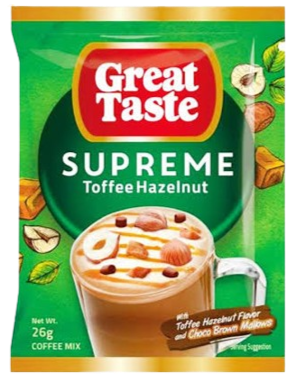 Great
Taste
SUPREME
Toffee Hazelnut
With
Toffee Hazelnut Flavor
and Choco Brown Mallows
Net Wt.
26g
COFFEE MIX
Serving Suggestion